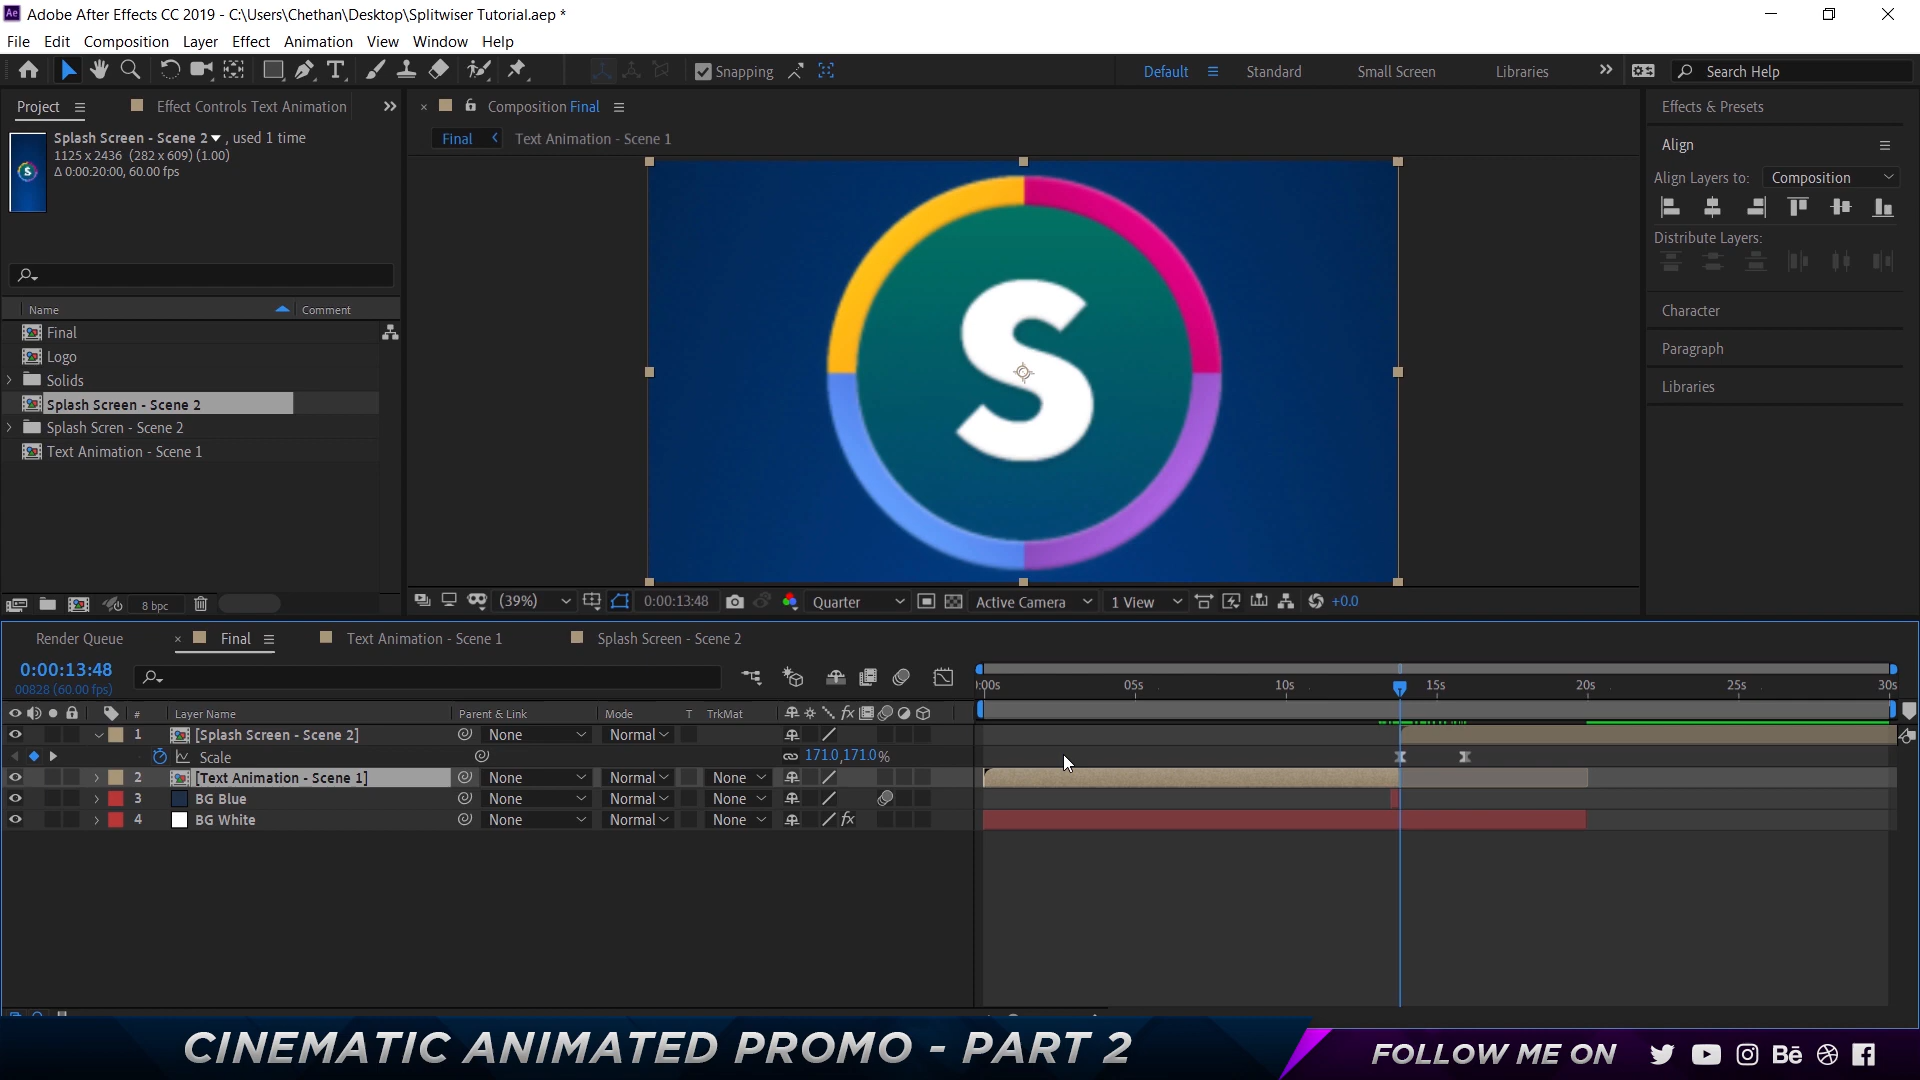 Adobe After Effects CC 2019 - C:\Users\Chethan\Desktop\Splitwiser Tutorial.aep *
File Edit Composition Layer Effect Animation View Window Help
Snapping
Default Standard Small Screen Libraries Search Help
Project Effect Controls Text Animation
Composition Final
Effects & Presets
Splash Screen - Scene 2 , used 1 time
1125 x 2436 (282 x 609) (1.00)
Δ 0:00:20:00, 60.00 fps
Final Text Animation - Scene 1
Align
Align Layers to: Composition
Distribute Layers:
Character
Paragraph
Libraries
Name Comment
Final
Logo
Solids
Splash Screen - Scene 2
Splash Scren - Scene 2
Text Animation - Scene 1
S
8 bpc
(39%) 0:00:13:48 Quarter Active Camera 1 View +0.0
Render Queue Final Text Animation - Scene 1 Splash Screen - Scene 2
0:00:13:48
00828 (60.00 fps)
:00s 05s 10s 15s 20s 25s 30s
# Layer Name Parent & Link Mode T TrkMat
1 [Splash Screen - Scene 2] None Normal
Scale 171.0,171.0%
2 [Text Animation - Scene 1] None Normal None
3 BG Blue None Normal None
4 BG White None Normal None
CINEMATIC ANIMATED PROMO - PART 2
FOLLOW ME ON